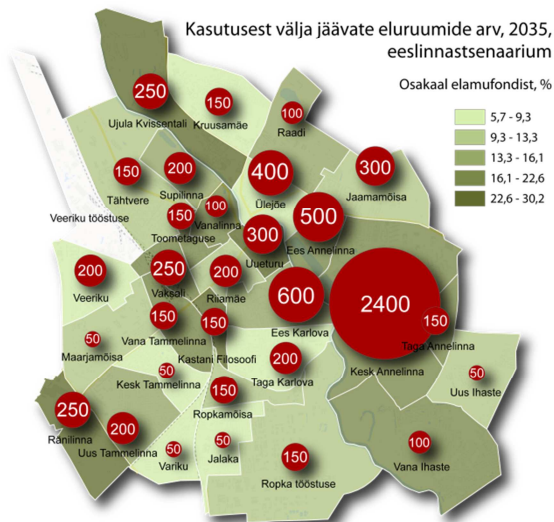 Kasutusest välja jäävate eluruumide arv, 2035,
eeslinnastsenaarium
Osakaal elamufondist, %
5,7 - 9,3
9,3 - 13,3
13,3 - 16,1
16,1 - 22,6
22,6 - 30,2
250
Ujula Kvissentali
150
Kruusamäe
100
Raadi
150
Tähtvere
200
Supilinna
400
Ülejõe
300
Jaamamõisa
Veeriku tööstuse
150
Toometaguse
100
Vanalinna
300
Uueturu
500
Ees Annelinna
200
Veeriku
250
Vaksali
200
Riiamäe
600
Ees Karlova
2400
Kesk Annelinna
150
Taga Annelinna
50
Maarjamõisa
150
Vana Tammelinna
150
Kastani Filosoofi
50
Kesk Tammelinna
200
Taga Karlova
50
Uus Ihaste
150
Ropkamõisa
250
Ränilinna
200
Uus Tammelinna
50
Variku
50
Jalaka
150
Ropka tööstuse
100
Vana Ihaste